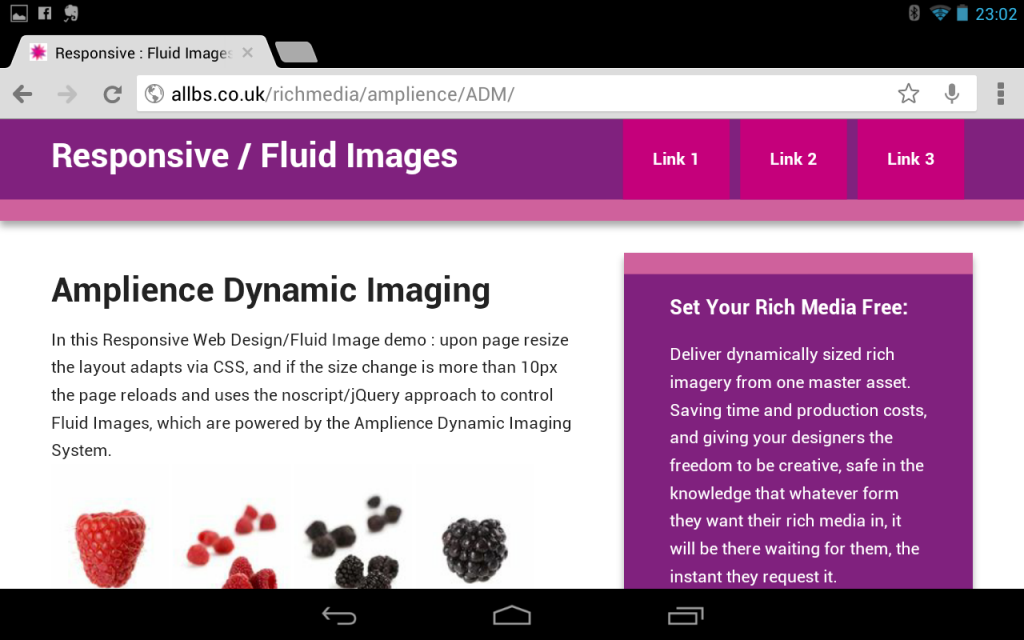 23:02
Responsive : Fluid Images
allbs.co.uk/richmedia/amplience/ADM/
Responsive / Fluid Images
Link 1
Link 2
Link 3
Amplience Dynamic Imaging
In this Responsive Web Design/Fluid Image demo : upon page resize
the layout adapts via CSS, and if the size change is more than 10px
the page reloads and uses the noscript/jQuery approach to control
Fluid Images, which are powered by the Amplience Dynamic Imaging
System.
Set Your Rich Media Free:
Deliver dynamically sized rich
imagery from one master asset.
Saving time and production costs,
and giving your designers the
freedom to be creative, safe in the
knowledge that whatever form
they want their rich media in, it
will be there waiting for them, the
instant they request it.